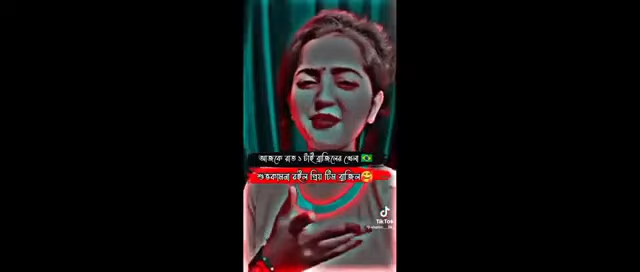 আজকে রাত ১ টাই ব্রাজিলের খেলা 🇧🇷
শুভকামনা রইল প্রিয় টিম ব্রাজিল🥰
TikTok